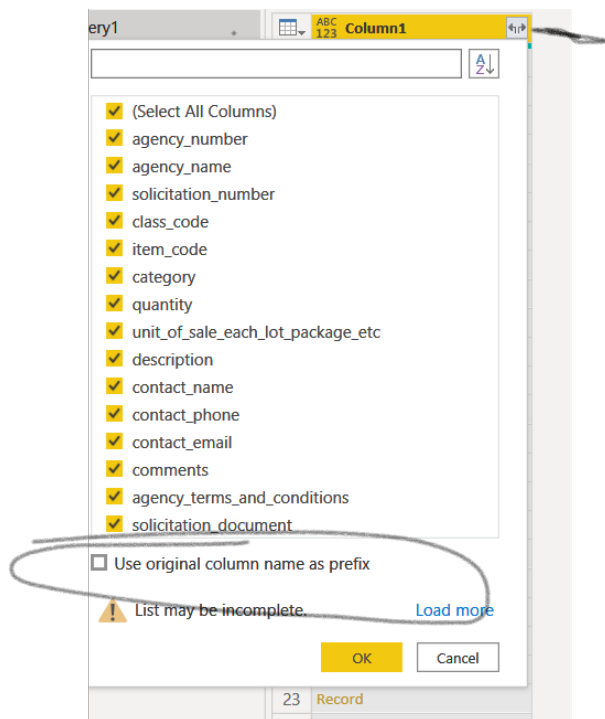 ery1
ABC
123 Column1
A
Z
(Select All Columns)
agency_number
agency_name
solicitation_number
class_code
item_code
category
quantity
unit_of_sale_each_lot_package_etc
description
contact_name
contact_phone
contact_email
comments
agency_terms_and_conditions
solicitation_document
Use original column name as prefix
List may be incomplete. Load more
OK Cancel
23 Record